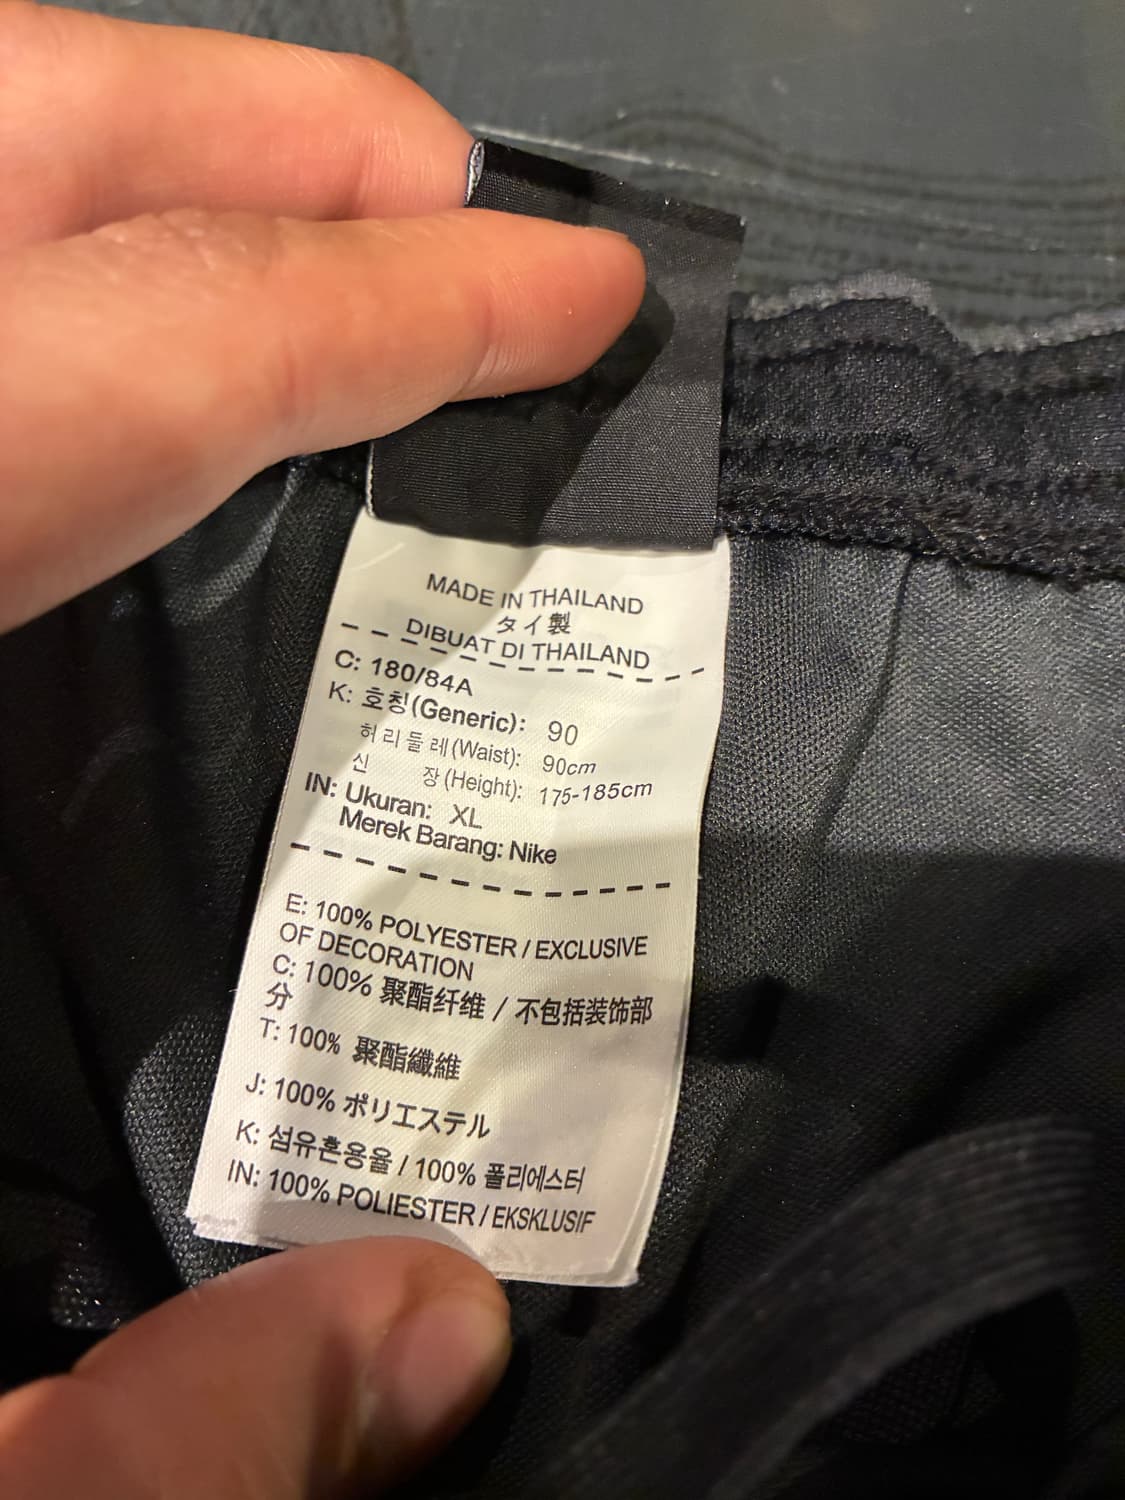 MADE IN THAILAND
タイ製
DIBUAT DI THAILAND
C: 180/84A
K: 호칭(Generic): 90
허리둘레(Waist): 90cm
신 장(Height): 175-185cm
IN: Ukuran: XL
Merek Barang: Nike
E: 100% POLYESTER / EXCLUSIVE
OF DECORATION
C: 100% 聚酯纤维 / 不包括装饰部
分
T: 100% 聚酯纖維
J: 100% ポリエステル
K: 섬유혼용율 / 100% 폴리에스터
IN: 100% POLIESTER / EKSKLUSIF